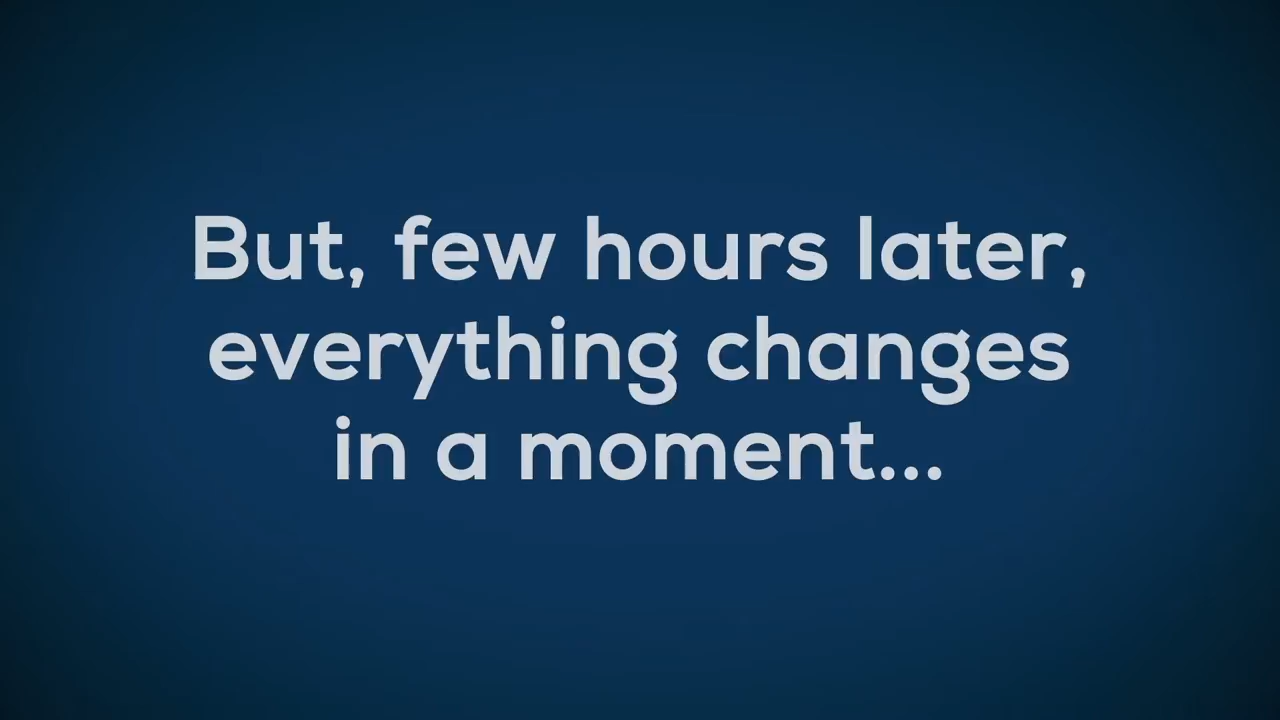 But, few hours later,
everything changes
in a moment...